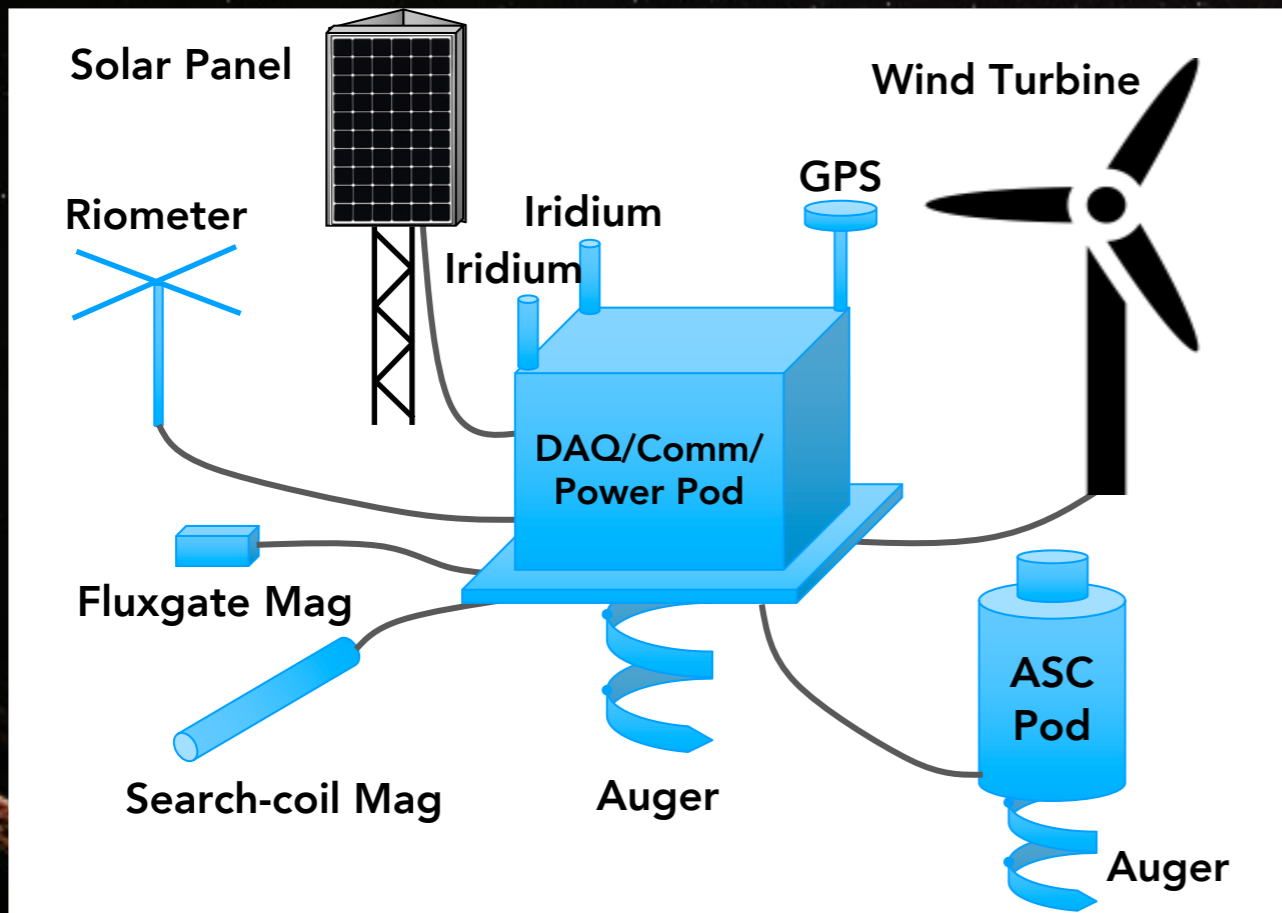 Solar Panel
Wind Turbine
GPS
Riometer
Iridium
Iridium
DAQ/Comm/
Power Pod
Fluxgate Mag
ASC
Pod
Search-coil Mag
Auger
Auger